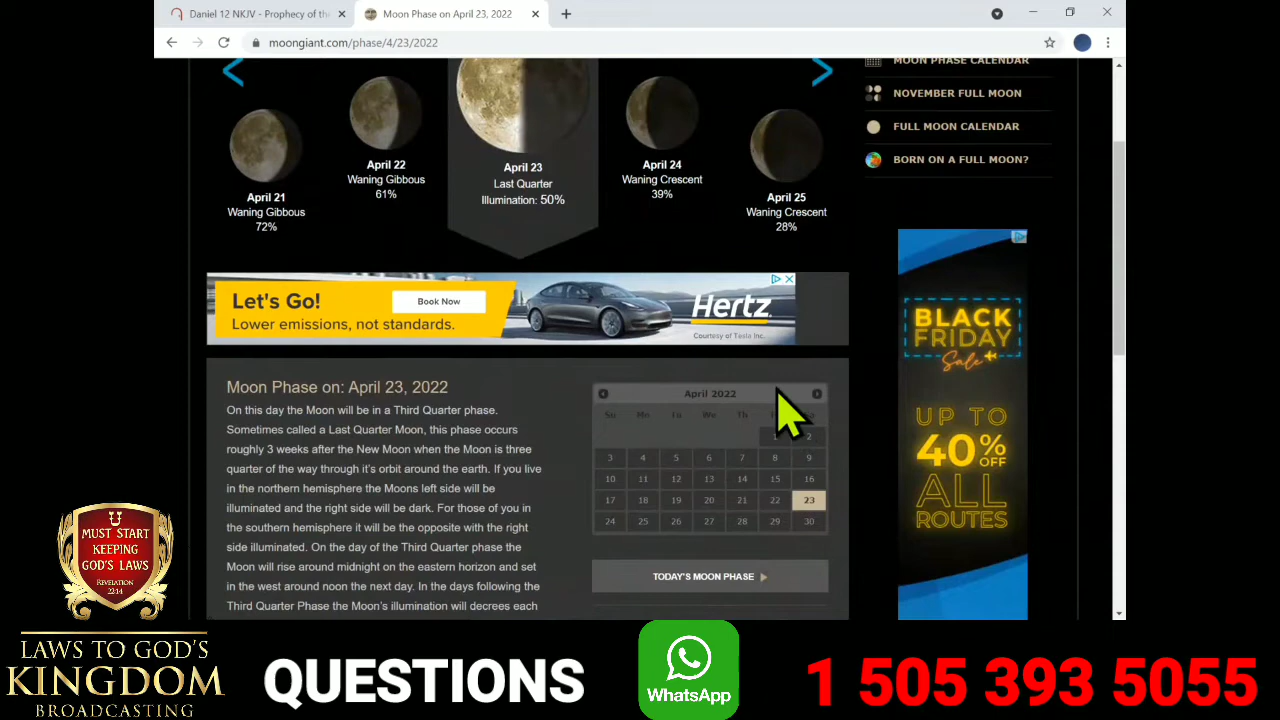 Daniel 12 NKJV - Prophecy of the
Moon Phase on April 23, 2022
moongiant.com/phase/4/23/2022
April 21
Waning Gibbous
72%
April 22
Waning Gibbous
61%
April 23
Last Quarter
Illumination: 50%
April 24
Waning Crescent
39%
April 25
Waning Crescent
28%
MOON PHASE CALENDAR
NOVEMBER FULL MOON
FULL MOON CALENDAR
BORN ON A FULL MOON?
Let's Go!
Lower emissions, not standards.
Book Now
Hertz.
Courtesy of Tesla Inc.
BLACK
FRIDAY
Sale
UP TO
40%
OFF
ALL
ROUTES
Moon Phase on: April 23, 2022
On this day the Moon will be in a Third Quarter phase.
Sometimes called a Last Quarter Moon, this phase occurs
roughly 3 weeks after the New Moon when the Moon is three
quarter of the way through it's orbit around the earth. If you live
in the northern hemisphere the Moons left side will be
illuminated and the right side will be dark. For those of you in
the southern hemisphere it will be the opposite with the right
side illuminated. On the day of the Third Quarter phase the
Moon will rise around midnight on the eastern horizon and set
in the west around noon the next day. In the days following the
Third Quarter Phase the Moon's illumination will decrees each
April 2022
Su Mo Tu We Th
1 2
3 4 5 6 7 8 9
10 11 12 13 14 15 16
17 18 19 20 21 22 23
24 25 26 27 28 29 30
TODAY'S MOON PHASE
MUST START
KEEPING
GOD'S LAWS
REVELATION
22:14
LAWS TO GOD'S
KINGDOM
BROADCASTING
QUESTIONS
WhatsApp
1 505 393 5055